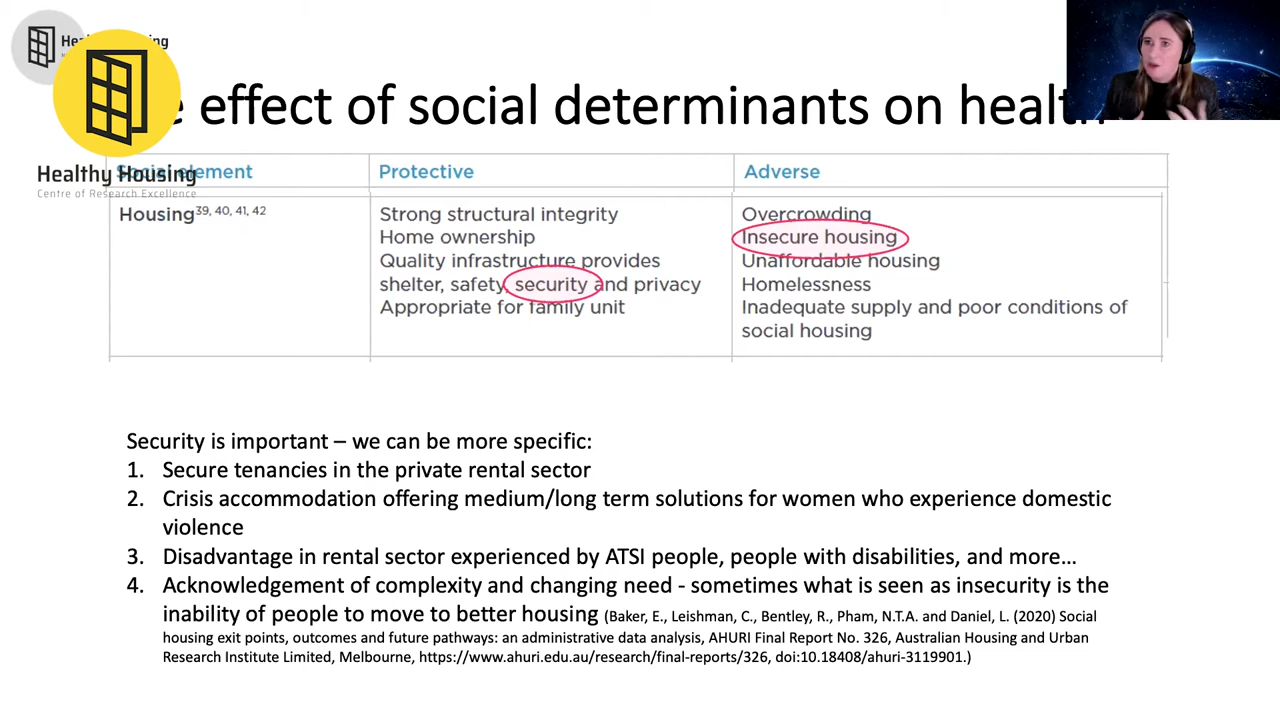 effect of social determinants on health
Healthy Housing
Centre of Research Excellence
Social element
Protective
Adverse
Housing39, 40, 41, 42
Strong structural integrity
Home ownership
Quality infrastructure provides
shelter, safety, security and privacy
Appropriate for family unit
Overcrowding
Insecure housing
Unaffordable housing
Homelessness
Inadequate supply and poor conditions of
social housing
Security is important – we can be more specific:
1. Secure tenancies in the private rental sector
2. Crisis accommodation offering medium/long term solutions for women who experience domestic
violence
3. Disadvantage in rental sector experienced by ATSI people, people with disabilities, and more…
4. Acknowledgement of complexity and changing need - sometimes what is seen as insecurity is the
inability of people to move to better housing (Baker, E., Leishman, C., Bentley, R., Pham, N.T.A. and Daniel, L. (2020) Social
housing exit points, outcomes and future pathways: an administrative data analysis, AHURI Final Report No. 326, Australian Housing and Urban
Research Institute Limited, Melbourne, https://www.ahuri.edu.au/research/final-reports/326, doi:10.18408/ahuri-3119901.)